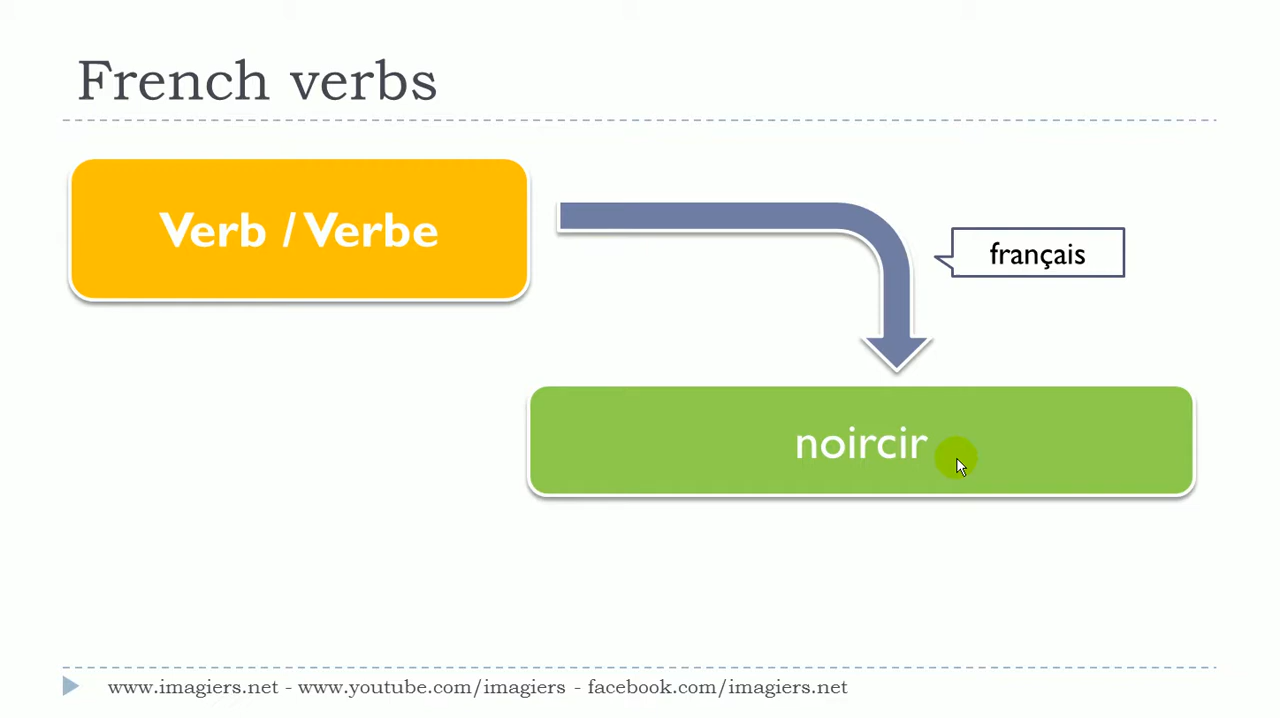 French verbs
Verb / Verbe
français
noircir
www.imagiers.net - www.youtube.com/imagiers - facebook.com/imagiers.net